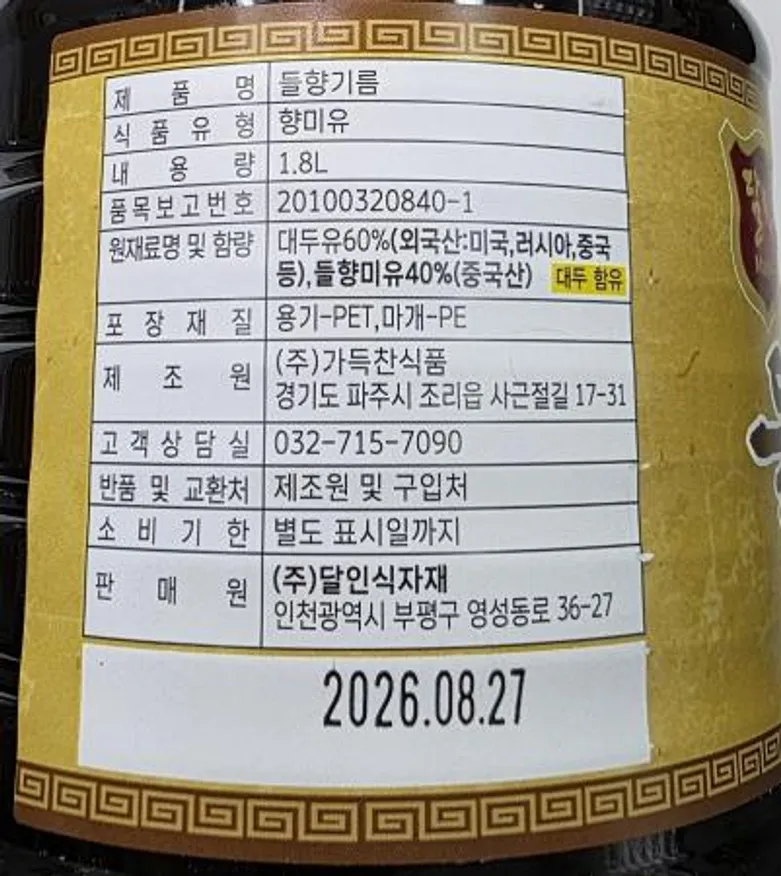 제품명 들향기름
식품유형 향미유
내용량 1.8L
품목보고번호 20100320840-1
원재료명 및 함량 대두유60%(외국산:미국,러시아,중국
등),들향미유40%(중국산) 대두 함유
포장재질 용기-PET,마개-PE
제조원 (주)가득찬식품
경기도 파주시 조리읍 사근절길 17-31
고객상담실 032-715-7090
반품 및 교환처 제조원 및 구입처
소비기한 별도 표시일까지
판매원 (주)달인식자재
인천광역시 부평구 영성동로 36-27
2026.08.27